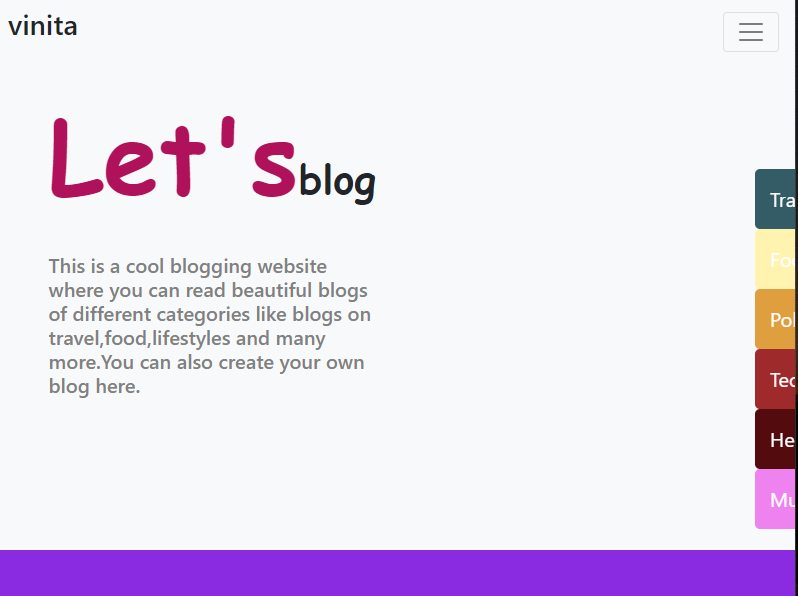 vinita
Let's blog
This is a cool blogging website
where you can read beautiful blogs
of different categories like blogs on
travel,food,lifestyles and many
more.You can also create your own
blog here.
Tra
Foo
Pol
Tec
He
Mu